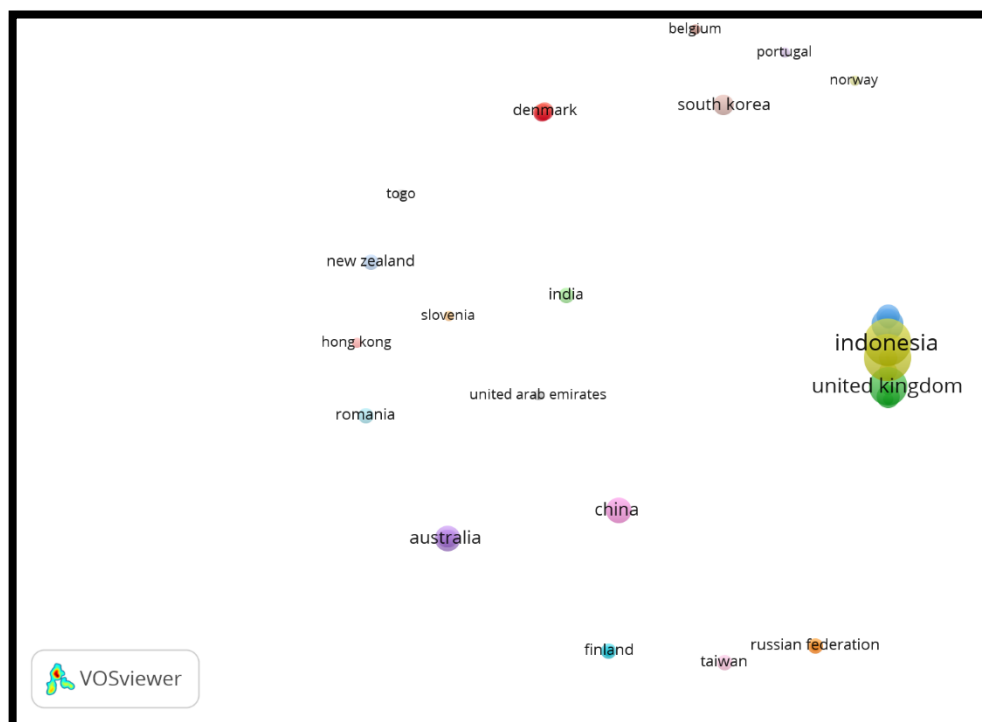 belgium
portugal
norway
south korea
denmark
togo
new zealand
india
slovenia
hong kong
indonesia
united kingdom
united arab emirates
romania
china
australia
russian federation
finland
taiwan
VOSviewer